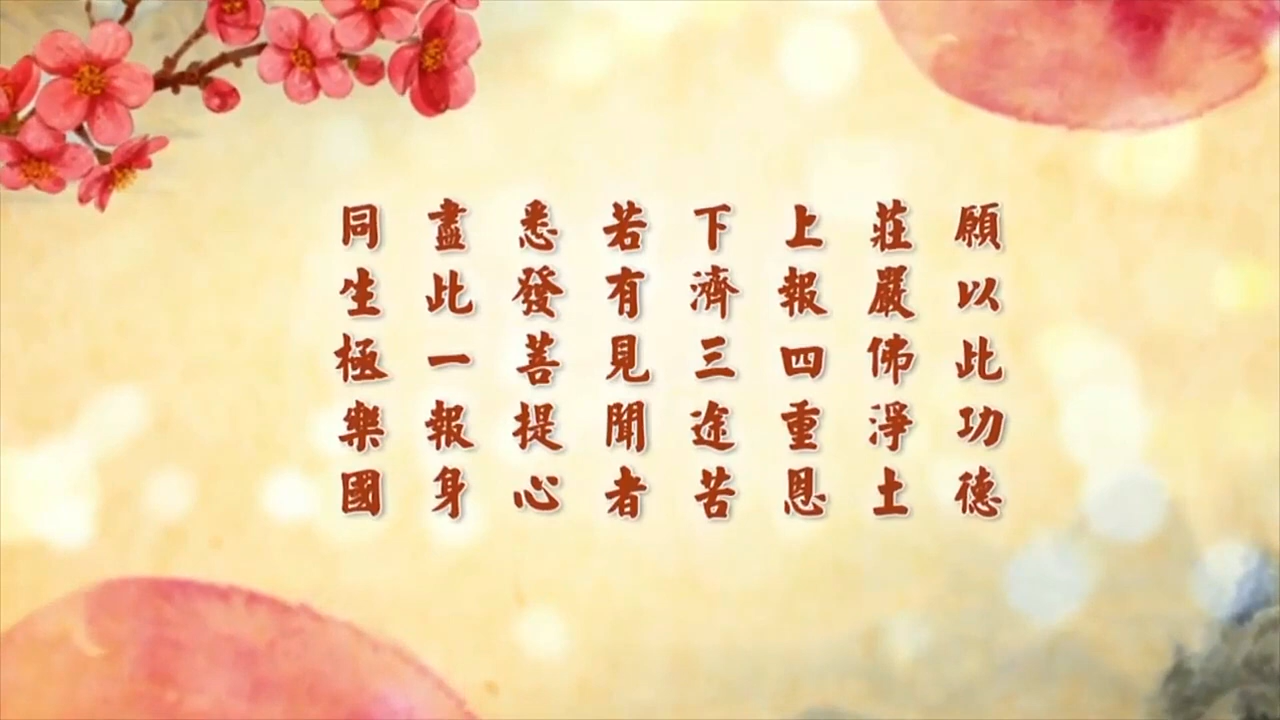 願以此功德
莊嚴佛淨土
上報四重恩
下濟三途苦
若有見聞者
悉發菩提心
盡此一報身
同生極樂國